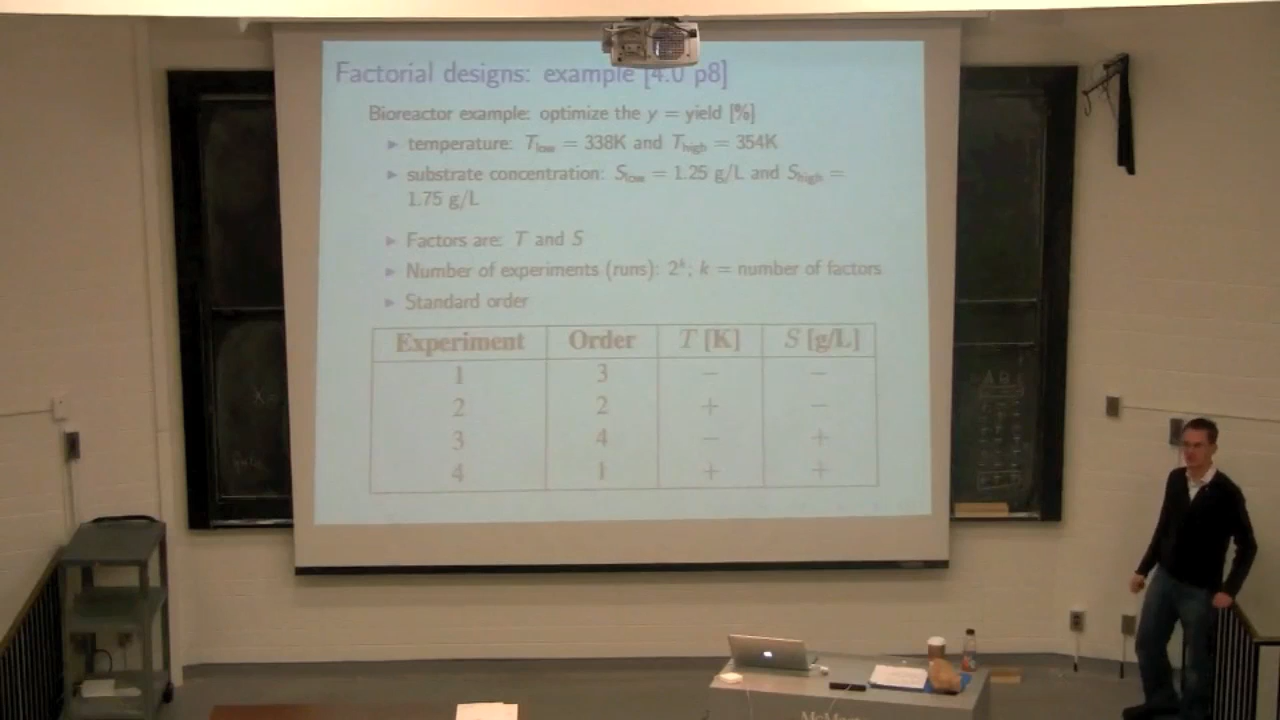 Factorial designs: example [4.0 p8]
Bioreactor example: optimize the y = yield [%]
▸ temperature: T_low = 338K and T_high = 354K
▸ substrate concentration: S_low = 1.25 g/L and S_high =
1.75 g/L
▸ Factors are: T and S
▸ Number of experiments (runs): 2^k; k = number of factors
▸ Standard order
Experiment Order T [K] S [g/L]
1 3 − −
2 2 + −
3 4 − +
4 1 + +
A B